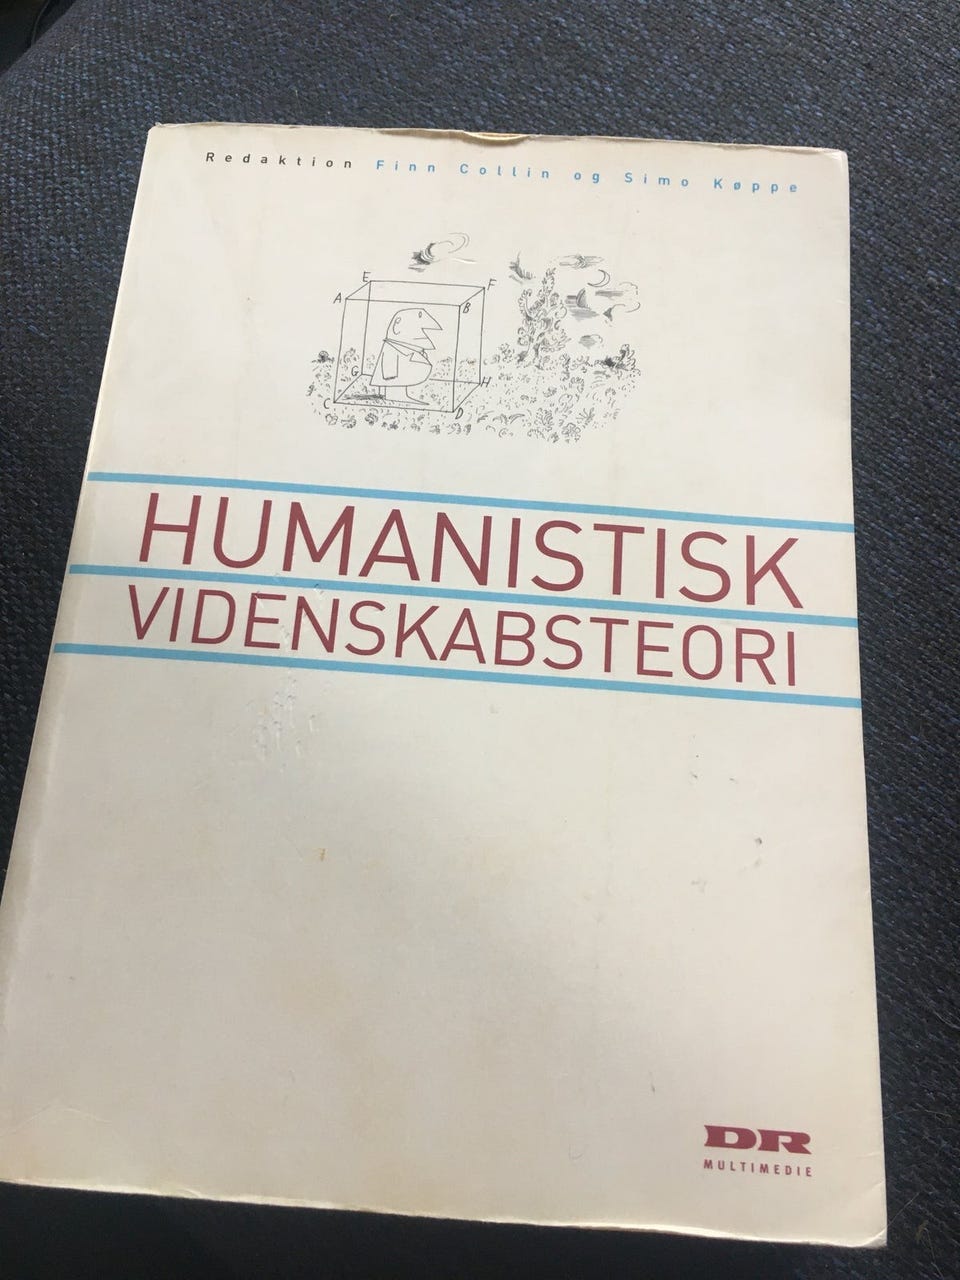 Redaktion Finn Collin og Simo Køppe
E
F
A
B
G
H
C
D
HUMANISTISK
VIDENSKABSTEORI
DR
MULTIMEDIE